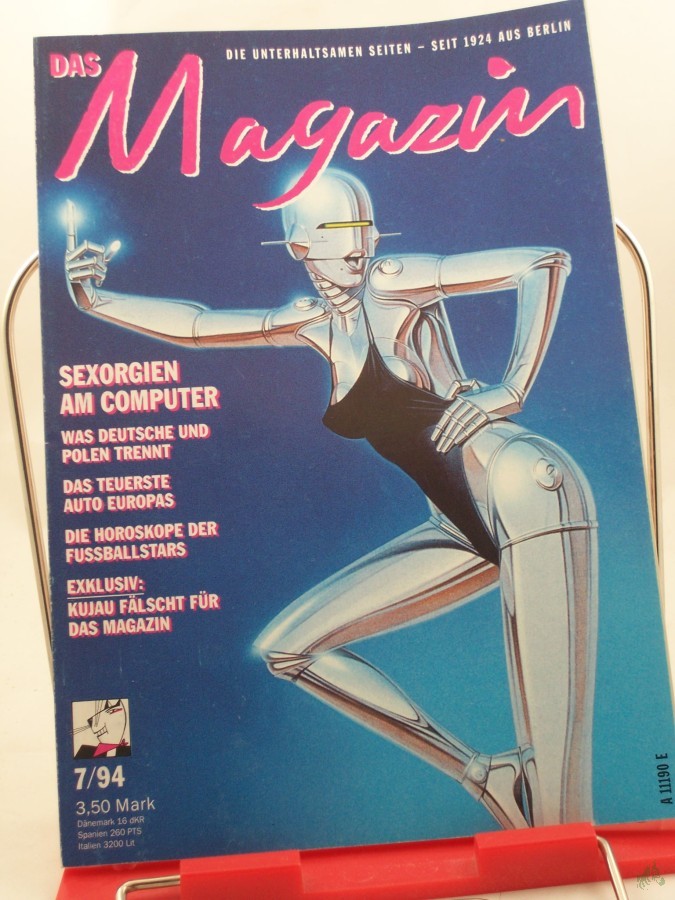 DAS
Magazin
DIE UNTERHALTSAMEN SEITEN – SEIT 1924 AUS BERLIN
SEXORGIEN
AM COMPUTER
WAS DEUTSCHE UND
POLEN TRENNT
DAS TEUERSTE
AUTO EUROPAS
DIE HOROSKOPE DER
FUSSBALLSTARS
EXKLUSIV:
KUJAU FÄLSCHT FÜR
DAS MAGAZIN
7/94
3,50 Mark
Dänemark 16 dKR
Spanien 260 PTS
Italien 3200 Lit
A 11190 E